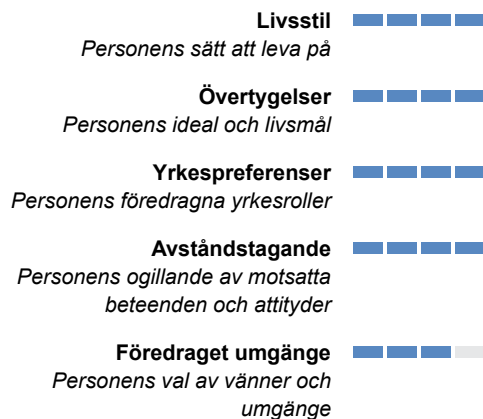 Livsstil
Personens sätt att leva på
Övertygelser
Personens ideal och livsmål
Yrkespreferenser
Personens föredragna yrkesroller
Avståndstagande
Personens ogillande av motsatta
beteenden och attityder
Föredraget umgänge
Personens val av vänner och
umgänge